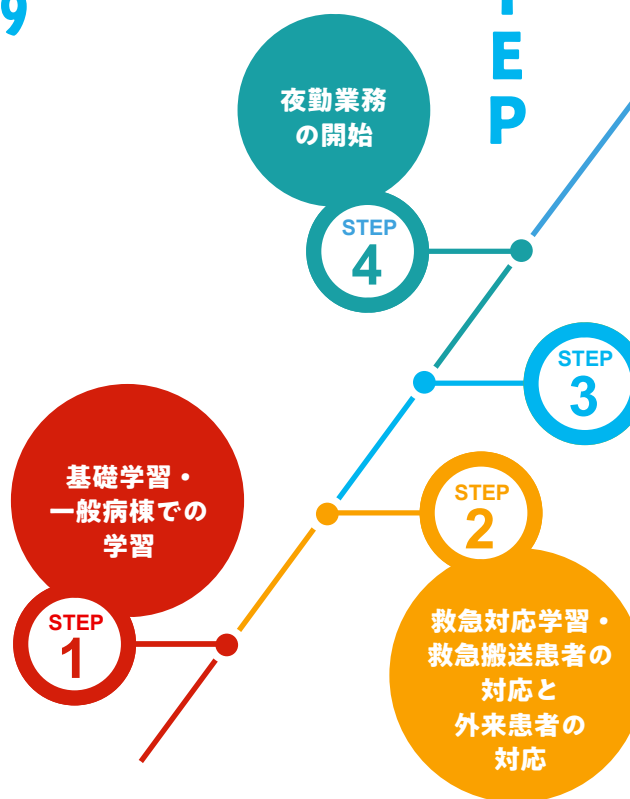 9
T
E
P
夜勤業務
の開始
STEP
4
STEP
3
基礎学習・
一般病棟での
学習
STEP
2
STEP
1
救急対応学習・
救急搬送患者の
対応と
外来患者の
対応